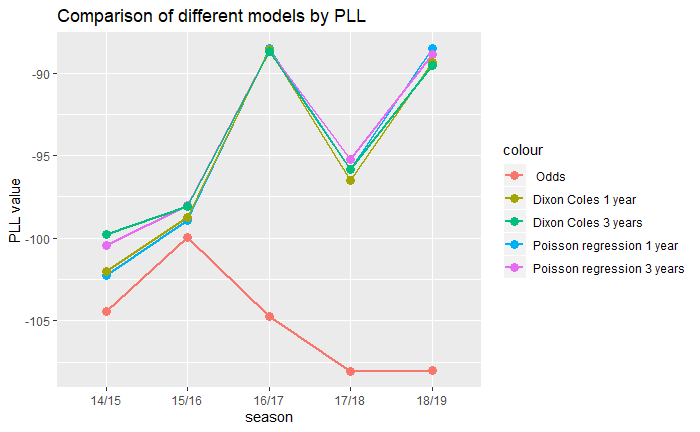 Comparison of different models by PLL
-90
-95
-100
-105
PLL value
14/15 15/16 16/17 17/18 18/19
season
colour
Odds
Dixon Coles 1 year
Dixon Coles 3 years
Poisson regression 1 year
Poisson regression 3 years